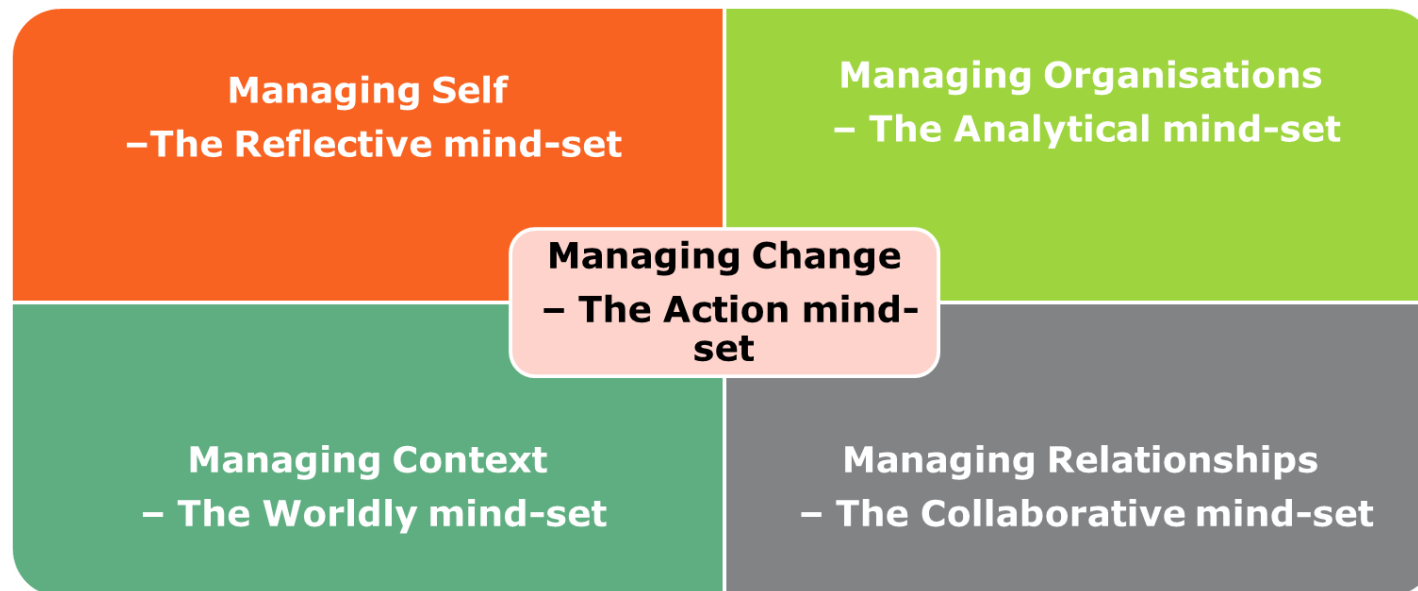 Managing Self
–The Reflective mind-set
Managing Organisations
– The Analytical mind-set
Managing Change
– The Action mind-
set
Managing Context
– The Worldly mind-set
Managing Relationships
– The Collaborative mind-set